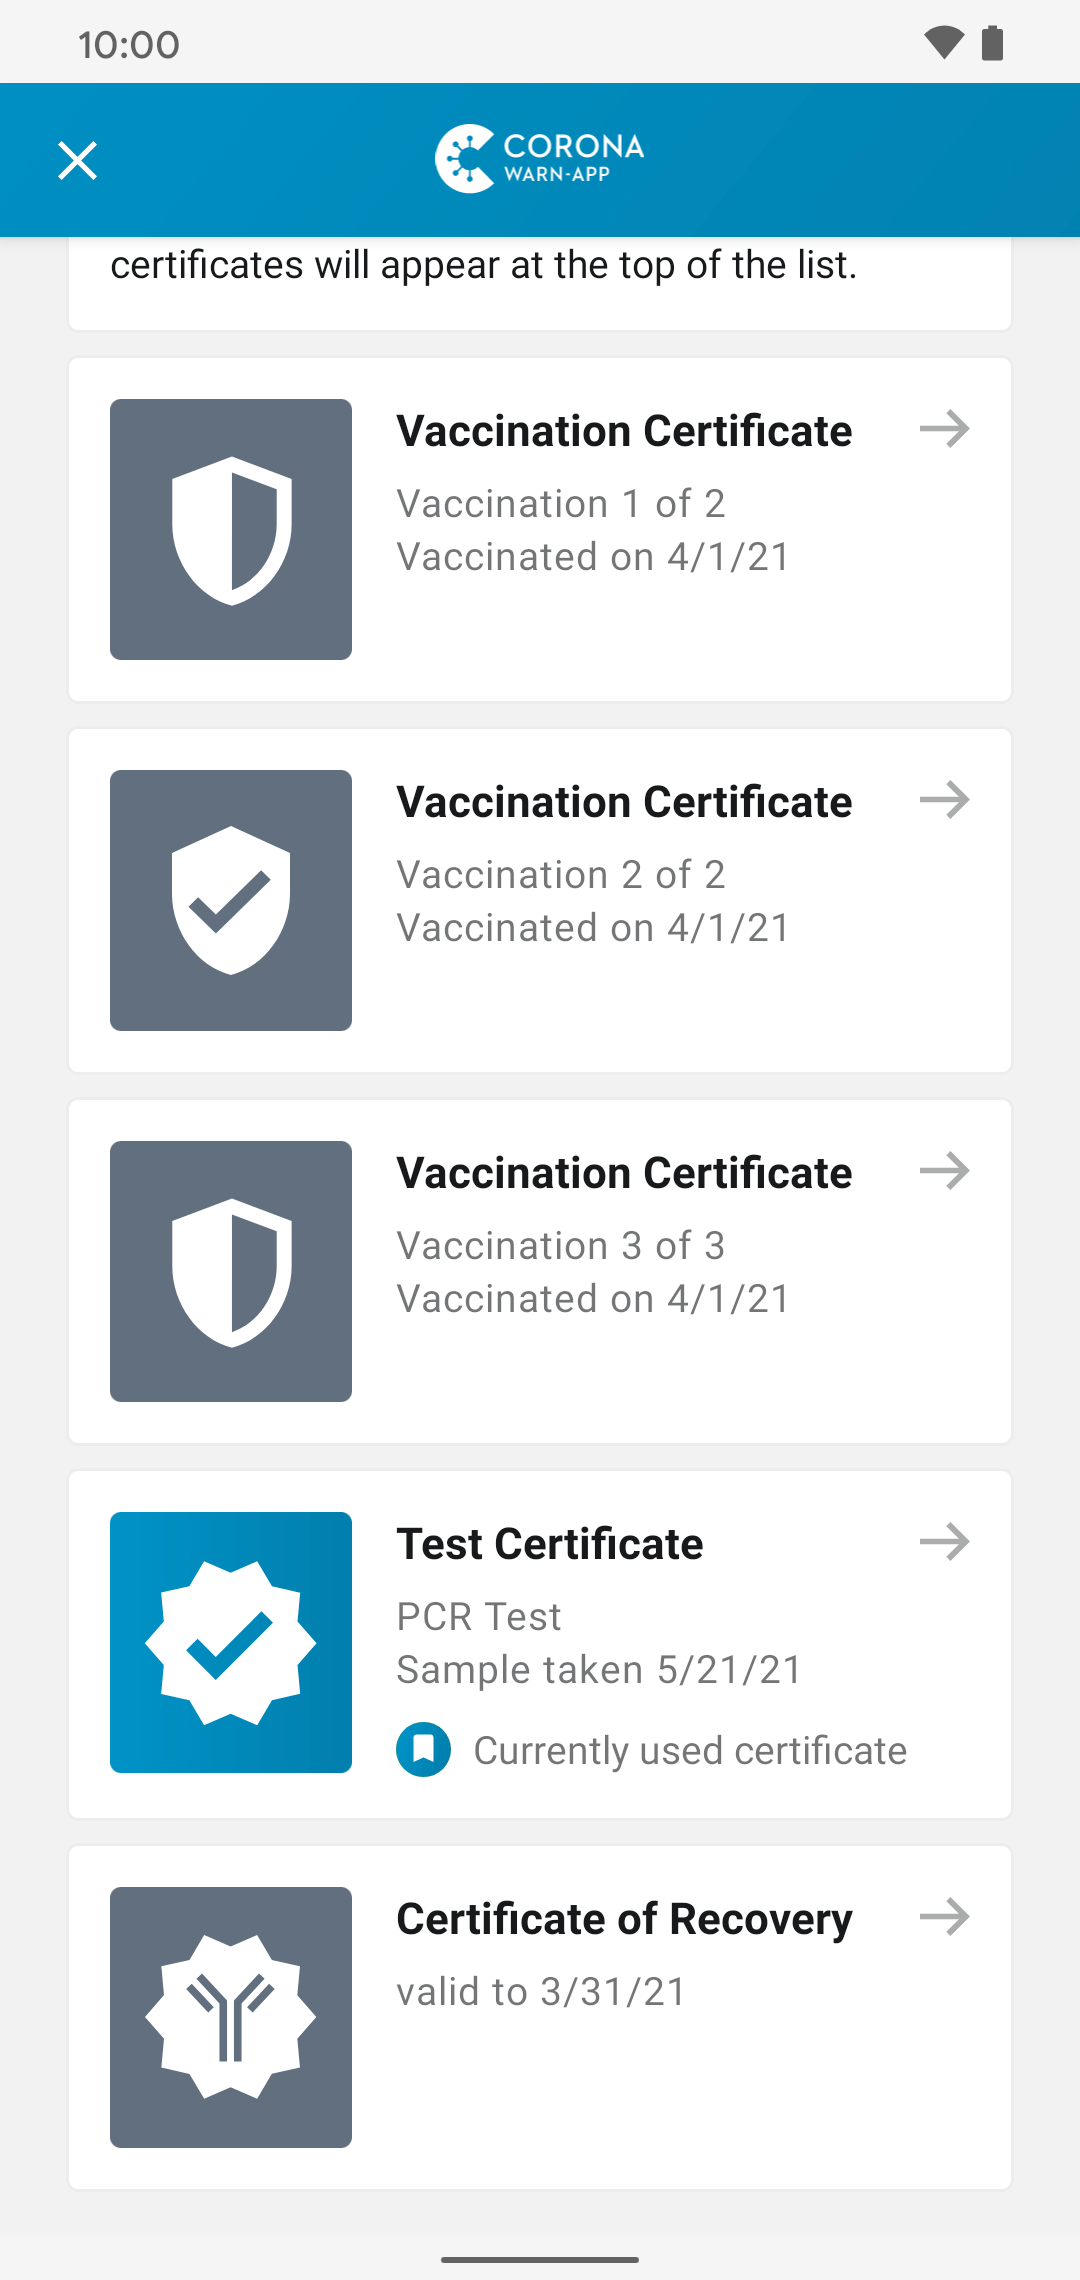 10:00
CORONA
WARN-APP
certificates will appear at the top of the list.
Vaccination Certificate
Vaccination 1 of 2
Vaccinated on 4/1/21
Vaccination Certificate
Vaccination 2 of 2
Vaccinated on 4/1/21
Vaccination Certificate
Vaccination 3 of 3
Vaccinated on 4/1/21
Test Certificate
PCR Test
Sample taken 5/21/21
Currently used certificate
Certificate of Recovery
valid to 3/31/21